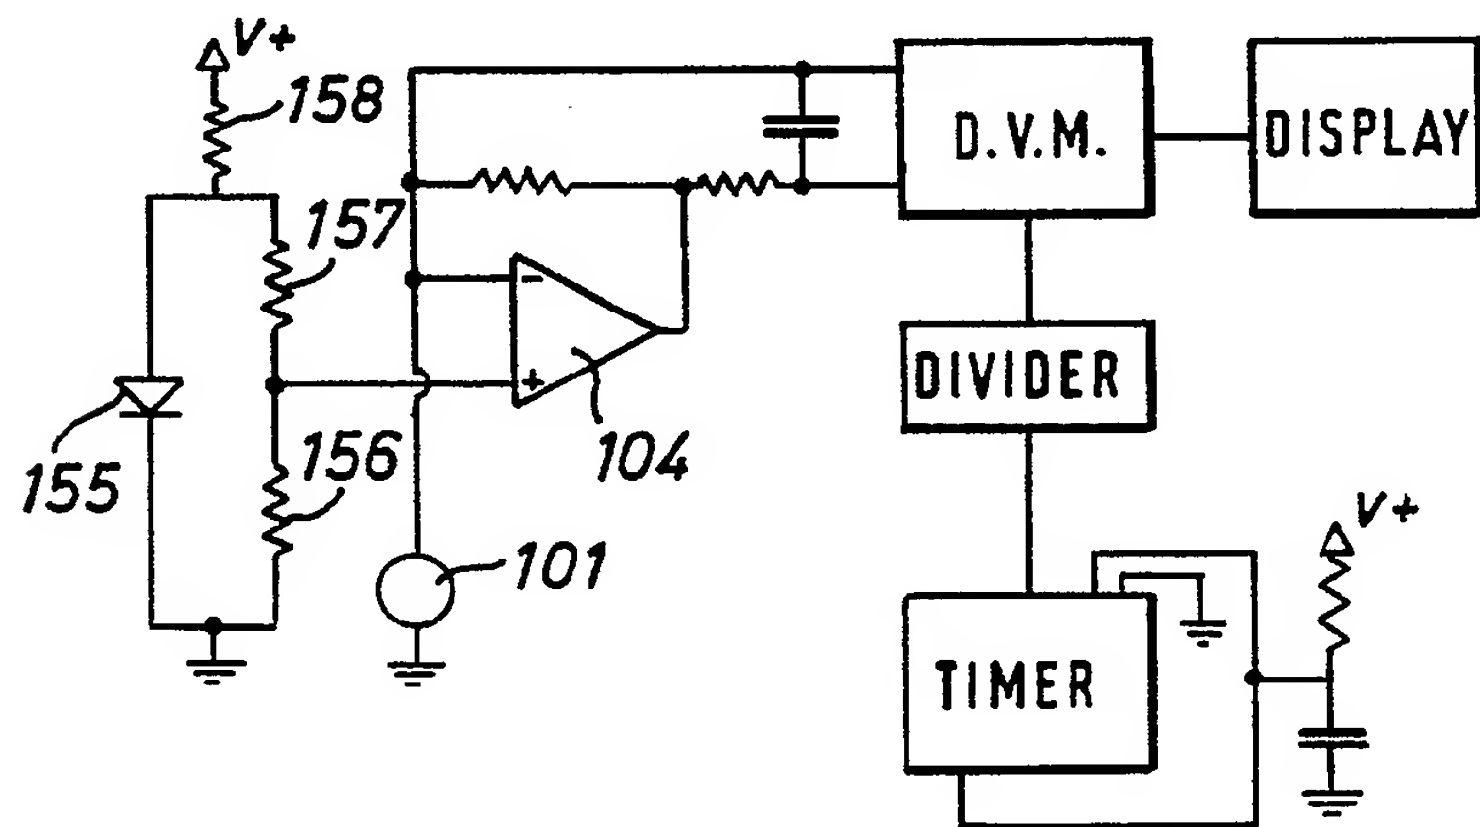 V+
158
D.V.M.
DISPLAY
157
-
+
DIVIDER
104
156
155
V+
101
TIMER